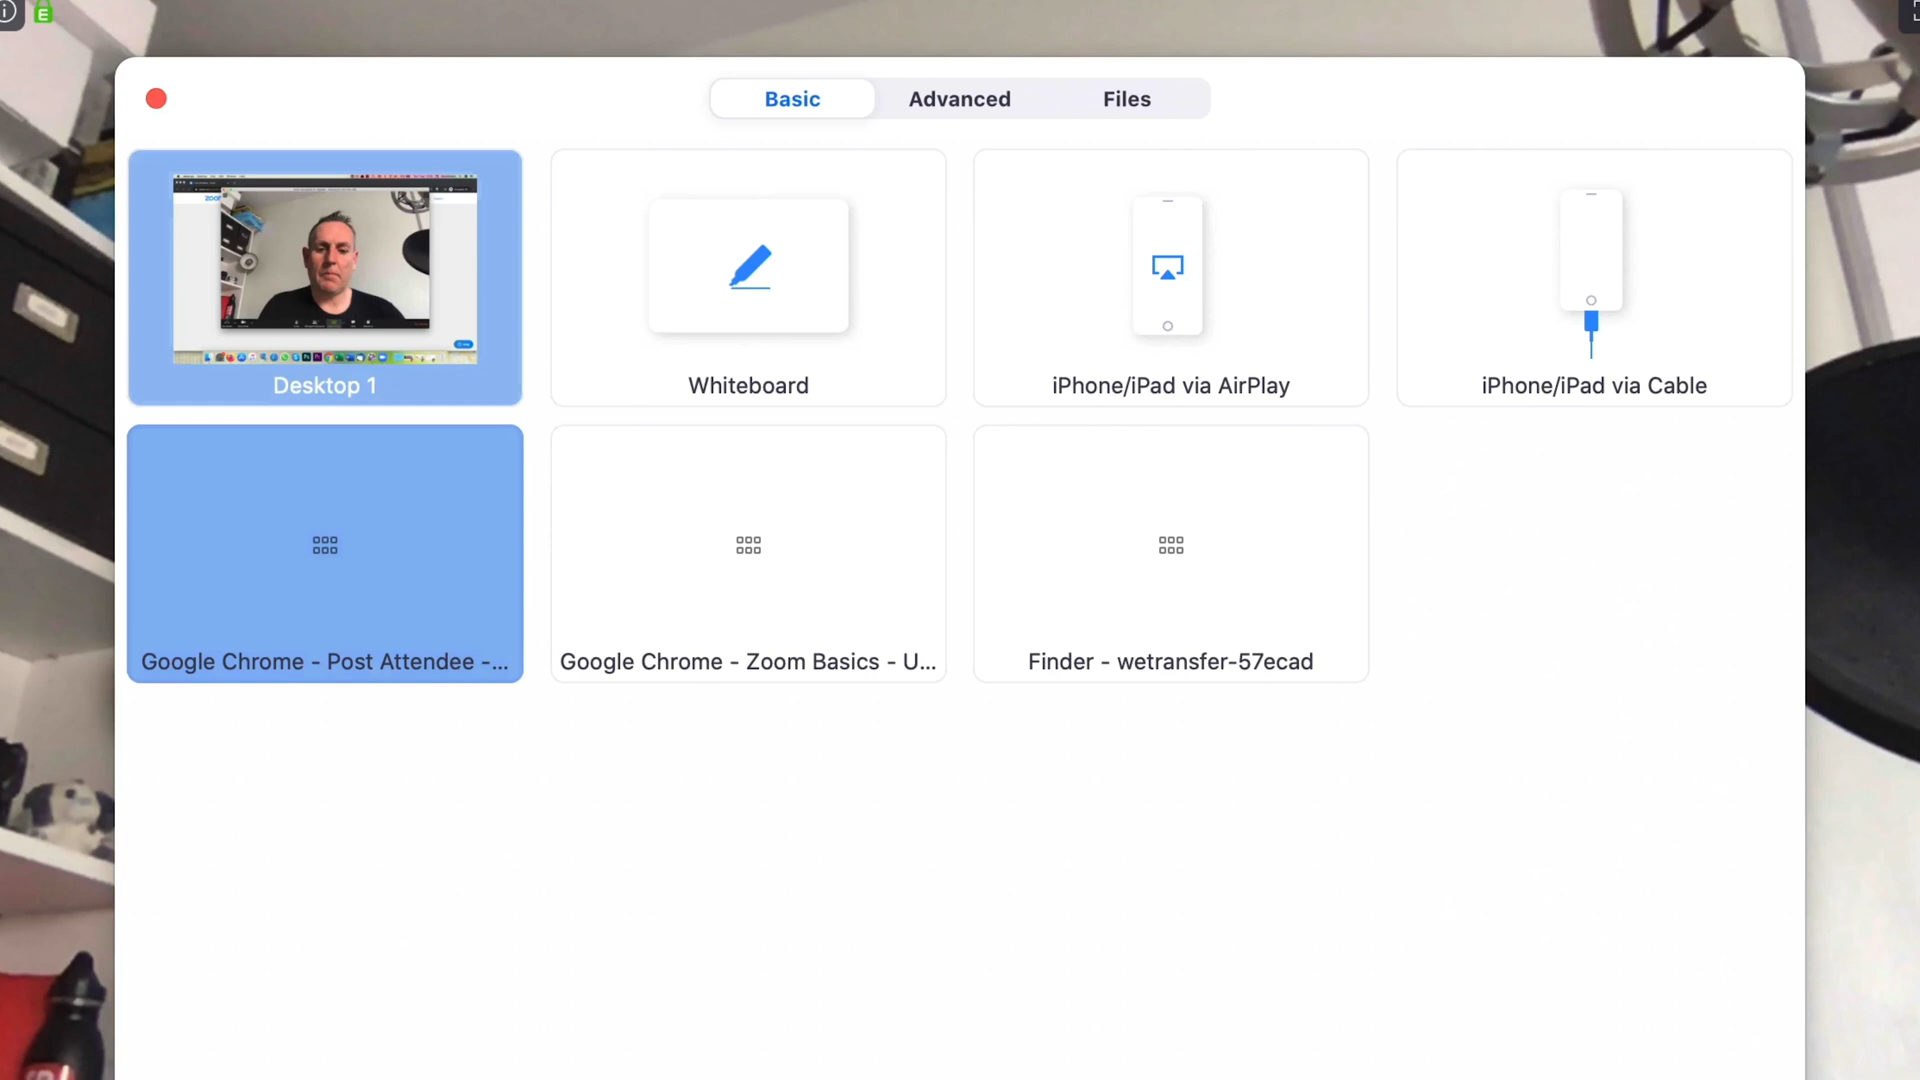 E
Basic
Advanced
Files
zoom
Desktop 1
Whiteboard
iPhone/iPad via AirPlay
iPhone/iPad via Cable
Google Chrome - Post Attendee -...
Google Chrome - Zoom Basics - U...
Finder - wetransfer-57ecad